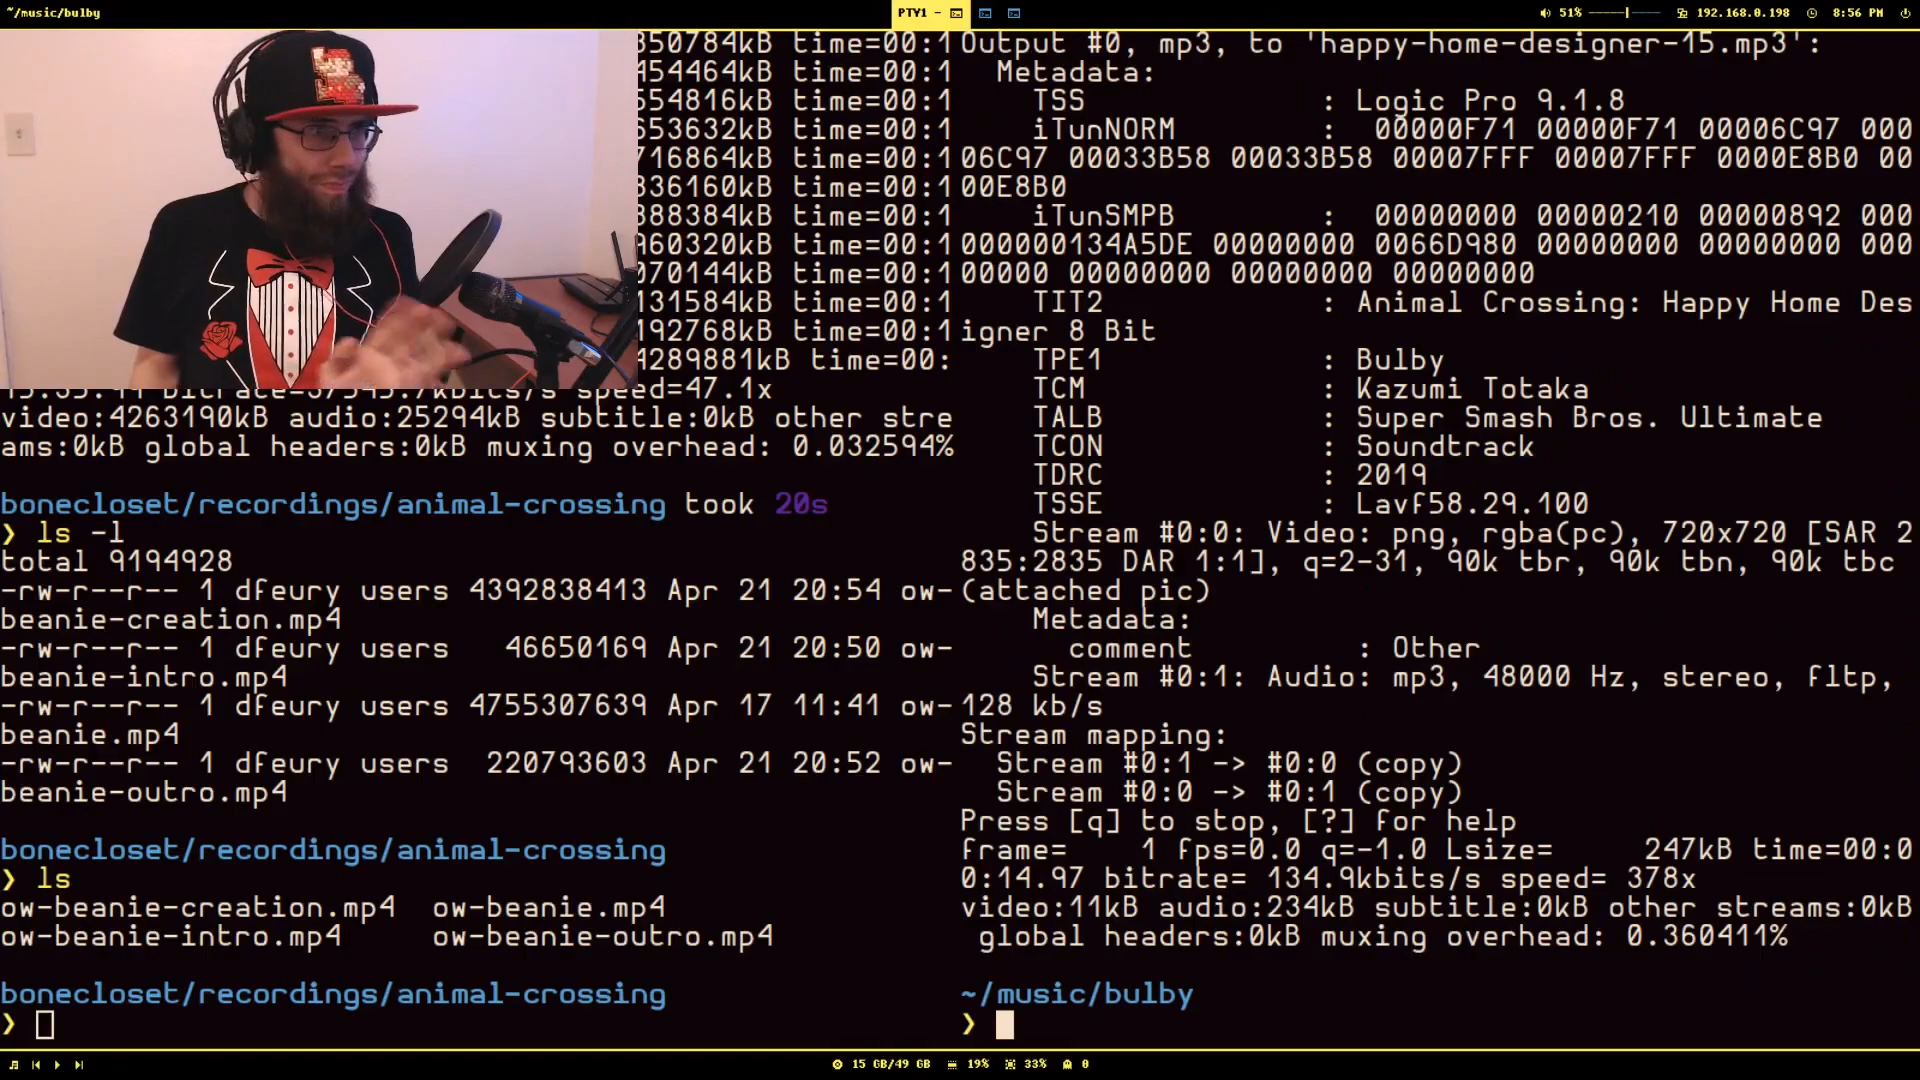 ~/music/bulby
PTY1 -
51%
192.168.0.198
8:56 PM
350784kB time=00:1
454464kB time=00:1
554816kB time=00:1
653632kB time=00:1
716864kB time=00:1
836160kB time=00:1
888384kB time=00:1
960320kB time=00:1
070144kB time=00:1
131584kB time=00:1
192768kB time=00:1
4289881kB time=00:
speed=47.1x
video:4263190kB audio:25294kB subtitle:0kB other stre
ams:0kB global headers:0kB muxing overhead: 0.032594%
bonecloset/recordings/animal-crossing took 20s
❯ ls -l
total 9194928
-rw-r--r-- 1 dfeury users 4392838413 Apr 21 20:54 ow-
beanie-creation.mp4
-rw-r--r-- 1 dfeury users   46650169 Apr 21 20:50 ow-
beanie-intro.mp4
-rw-r--r-- 1 dfeury users 4755307639 Apr 17 11:41 ow-
beanie.mp4
-rw-r--r-- 1 dfeury users  220793603 Apr 21 20:52 ow-
beanie-outro.mp4
bonecloset/recordings/animal-crossing
❯ ls
ow-beanie-creation.mp4  ow-beanie.mp4
ow-beanie-intro.mp4     ow-beanie-outro.mp4
bonecloset/recordings/animal-crossing
❯
Output #0, mp3, to 'happy-home-designer-15.mp3':
Metadata:
TSS             : Logic Pro 9.1.8
iTunNORM        :  00000F71 00000F71 00006C97 000
06C97 00033B58 00033B58 00007FFF 00007FFF 0000E8B0 00
00E8B0
iTunSMPB        :  00000000 00000210 00000892 000
000000134A5DE 00000000 0066D980 00000000 00000000 000
00000 00000000 00000000 00000000
TIT2            : Animal Crossing: Happy Home Des
igner 8 Bit
TPE1            : Bulby
TCM             : Kazumi Totaka
TALB            : Super Smash Bros. Ultimate
TCON            : Soundtrack
TDRC            : 2019
TSSE            : Lavf58.29.100
Stream #0:0: Video: png, rgba(pc), 720x720 [SAR 2
835:2835 DAR 1:1], q=2-31, 90k tbr, 90k tbn, 90k tbc
(attached pic)
Metadata:
comment         : Other
Stream #0:1: Audio: mp3, 48000 Hz, stereo, fltp,
128 kb/s
Stream mapping:
Stream #0:1 -> #0:0 (copy)
Stream #0:0 -> #0:1 (copy)
Press [q] to stop, [?] for help
frame=    1 fps=0.0 q=-1.0 Lsize=     247kB time=00:0
0:14.97 bitrate= 134.9kbits/s speed= 378x
video:11kB audio:234kB subtitle:0kB other streams:0kB
global headers:0kB muxing overhead: 0.360411%
~/music/bulby
❯
15 GB/49 GB
19%
33%
0